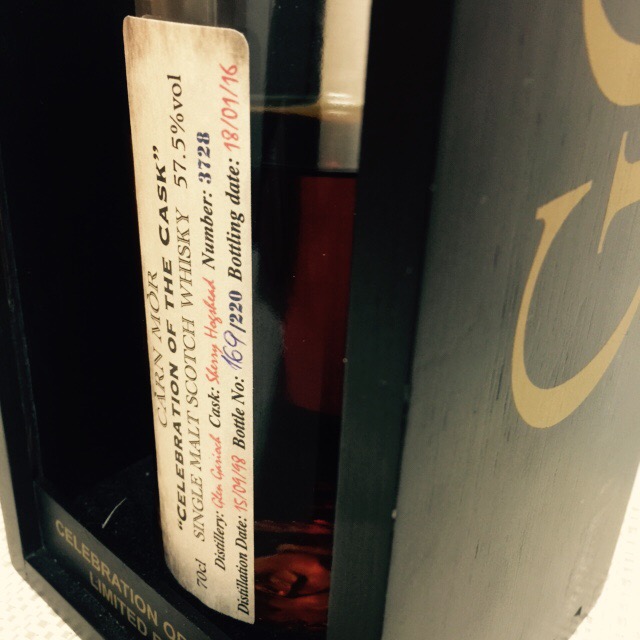 CÀRN MÒR
"CELEBRATION OF THE CASK"
SINGLE MALT SCOTCH WHISKY 57.5%vol
Distillery: Glen Garioch Cask: Sherry Hogshead Number: 3728
70cl Distillation Date: 15/09/98 Bottle No: 169/220 Bottling date: 18/01/16
CELEBRATION OF
LIMITED